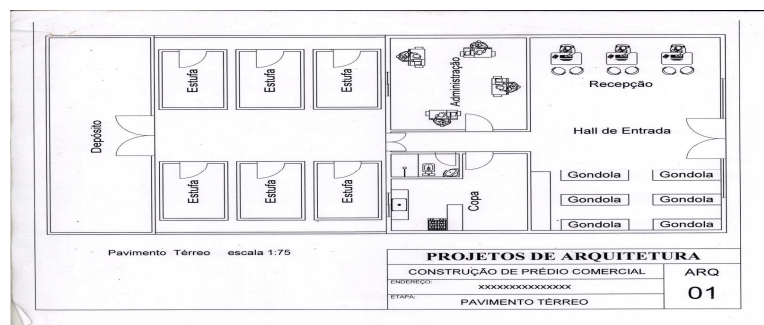 Depósito
Estufa
Estufa
Estufa
Estufa
Estufa
Estufa
Administração
Recepção
Hall de Entrada
Copa
Gondola
Gondola
Gondola
Gondola
Gondola
Gondola
Pavimento Térreo escala 1:75
PROJETOS DE ARQUITETURA
CONSTRUÇÃO DE PRÉDIO COMERCIAL
ARQ
01
ENDEREÇO:
xxxxxxxxxxxxxxx
ETAPA:
PAVIMENTO TÉRREO